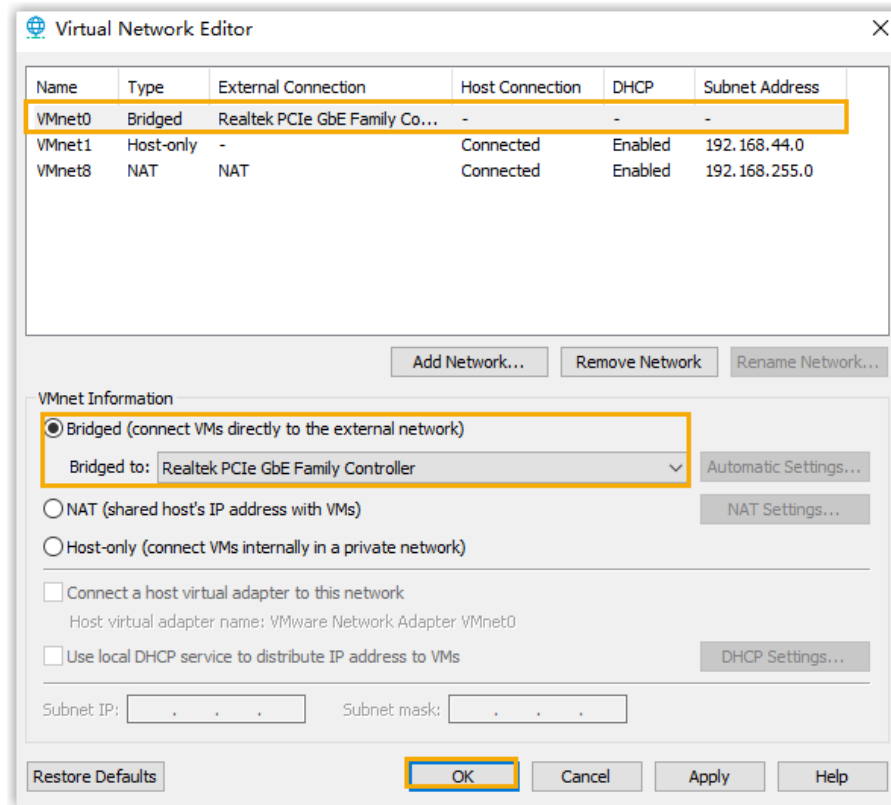 Virtual Network Editor
Name Type External Connection Host Connection DHCP Subnet Address
VMnet0 Bridged Realtek PCIe GbE Family Co... - - -
VMnet1 Host-only - Connected Enabled 192.168.44.0
VMnet8 NAT NAT Connected Enabled 192.168.255.0
Add Network... Remove Network Rename Network...
VMnet Information
Bridged (connect VMs directly to the external network)
Bridged to: Realtek PCIe GbE Family Controller Automatic Settings...
NAT (shared host's IP address with VMs) NAT Settings...
Host-only (connect VMs internally in a private network)
Connect a host virtual adapter to this network
Host virtual adapter name: VMware Network Adapter VMnet0
Use local DHCP service to distribute IP address to VMs DHCP Settings...
Subnet IP: . . . Subnet mask: . . .
Restore Defaults OK Cancel Apply Help